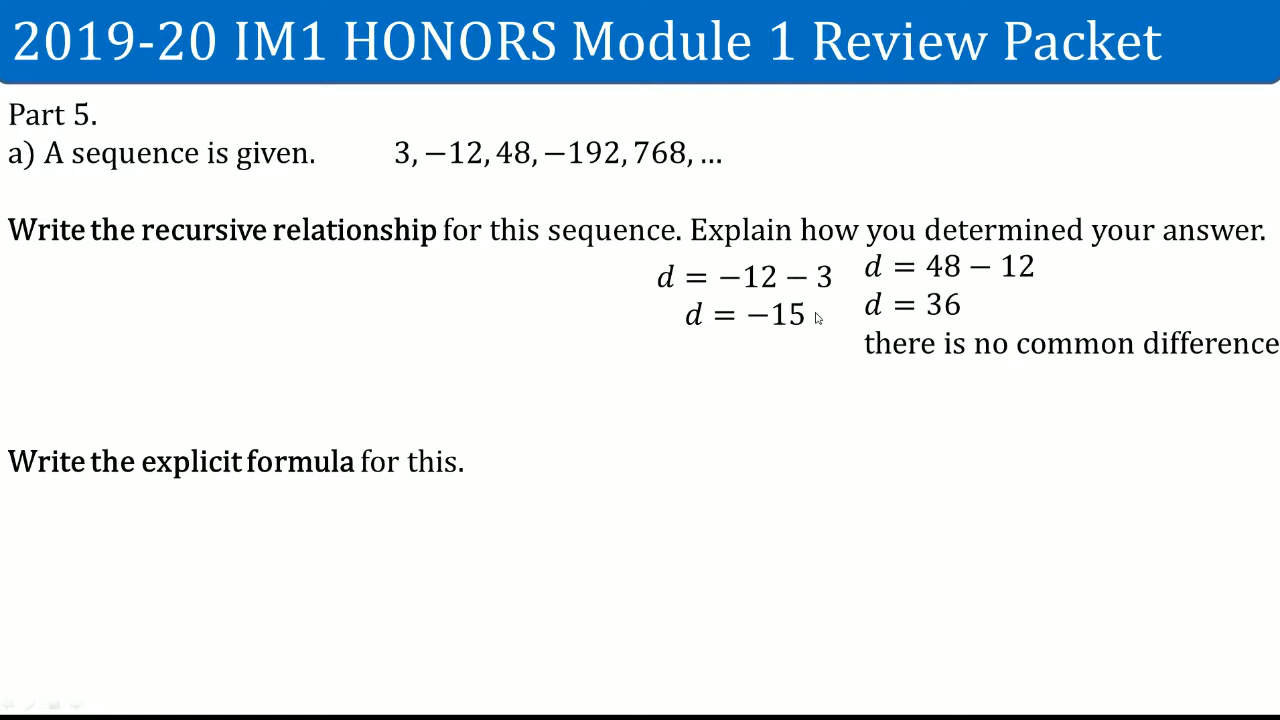 2019-20 IM1 HONORS Module 1 Review Packet
Part 5.
a) A sequence is given. 3, −12, 48, −192, 768, ...
Write the recursive relationship for this sequence. Explain how you determined your answer.
d = −12 − 3
d = −15
d = 48 − 12
d = 36
there is no common difference
Write the explicit formula for this.